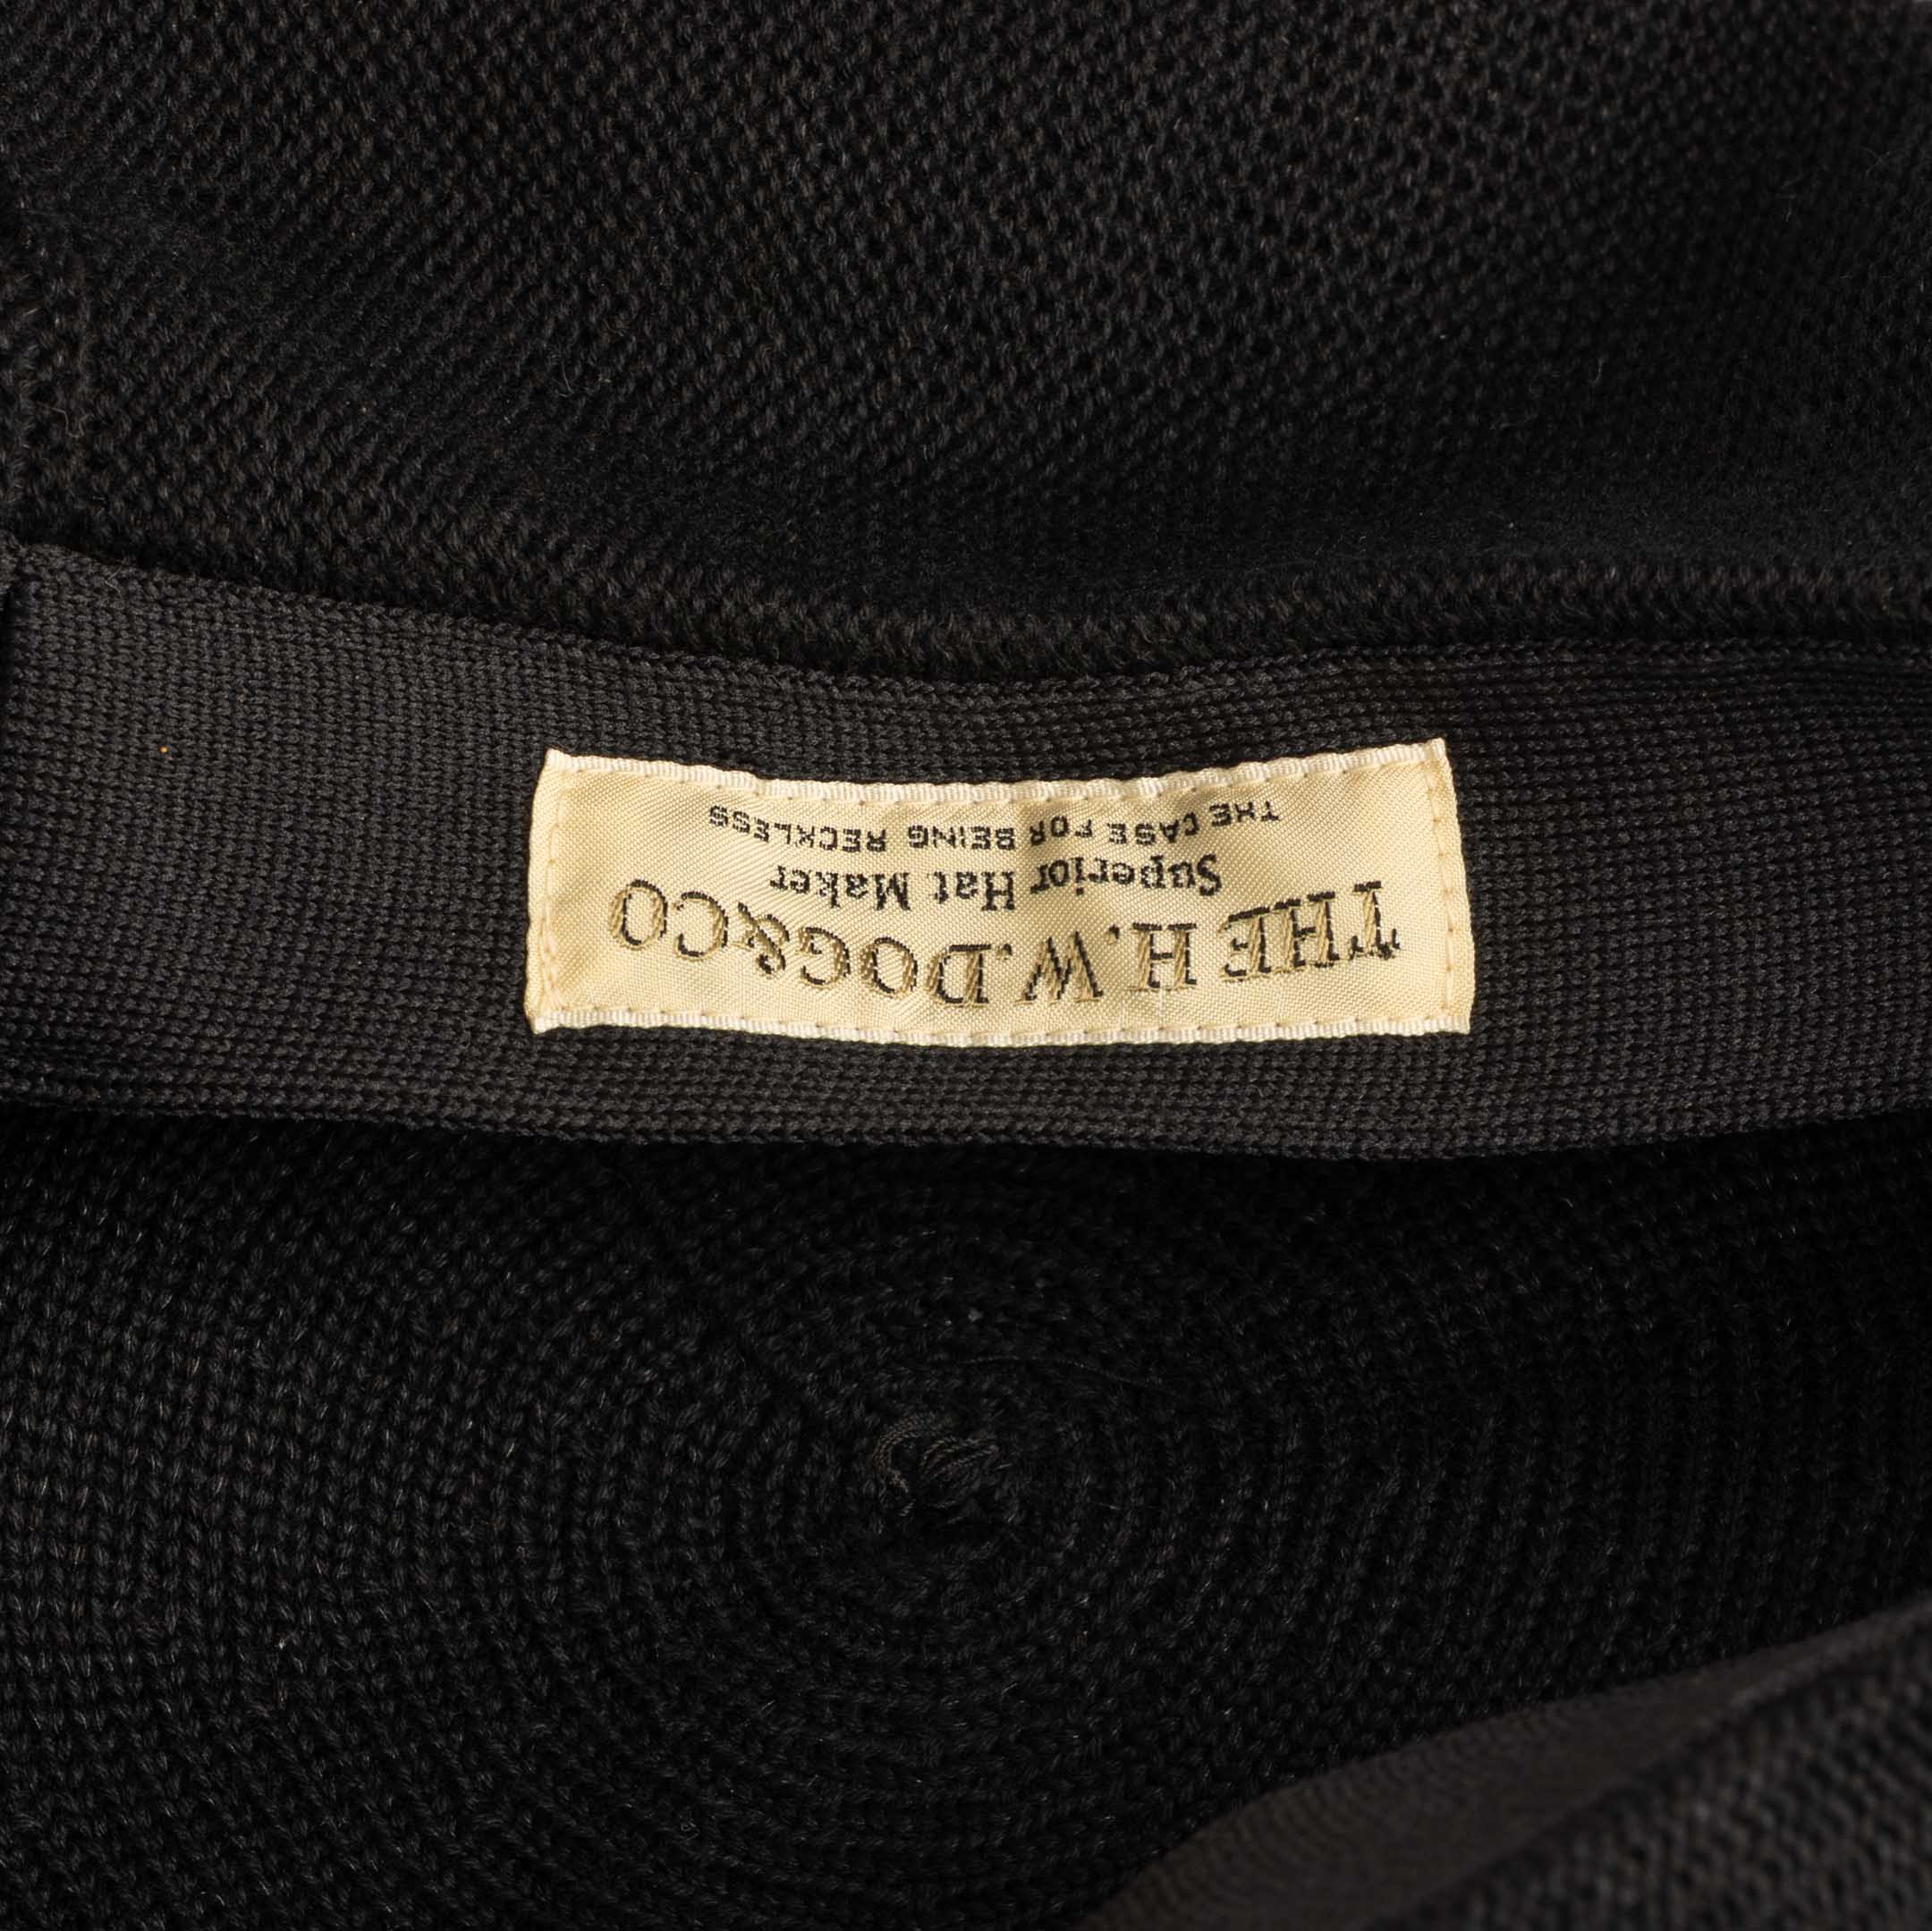 THE H.W.DOG&CO
Superior Hat Maker
THE CASE FOR BEING RECKLESS